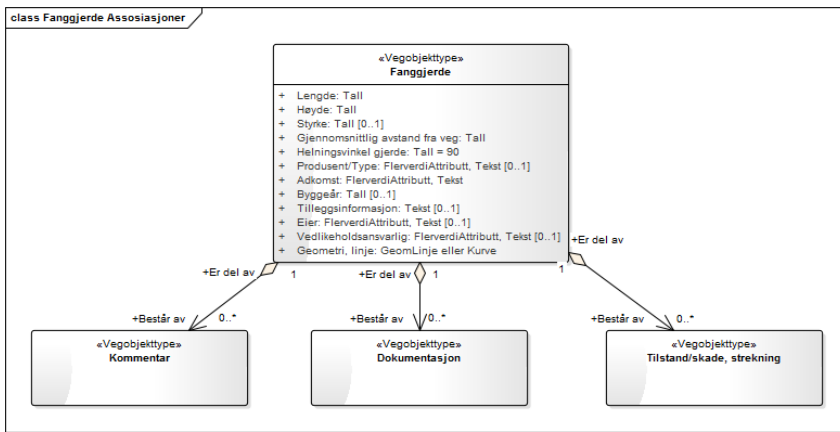 class Fanggjerde Assosiasjoner
«Vegobjekttype»
Fanggjerde
+ Lengde: Tall
+ Høyde: Tall
+ Styrke: Tall [0..1]
+ Gjennomsnittlig avstand fra veg: Tall
+ Helningsvinkel gjerde: Tall = 90
+ Produsent/Type: FlerverdiAttributt, Tekst [0..1]
+ Adkomst: FlerverdiAttributt, Tekst
+ Byggeår: Tall [0..1]
+ Tilleggsinformasjon: Tekst [0..1]
+ Eier: FlerverdiAttributt, Tekst [0..1]
+ Vedlikeholdsansvarlig: FlerverdiAttributt, Tekst [0..1]
+ Geometri, linje: GeomLinje eller Kurve
+Er del av
1
+Er del av
1
1
+Er del av
+Består av
0..*
+Består av
0..*
+Består av
0..*
«Vegobjekttype»
Kommentar
«Vegobjekttype»
Dokumentasjon
«Vegobjekttype»
Tilstand/skade, strekning